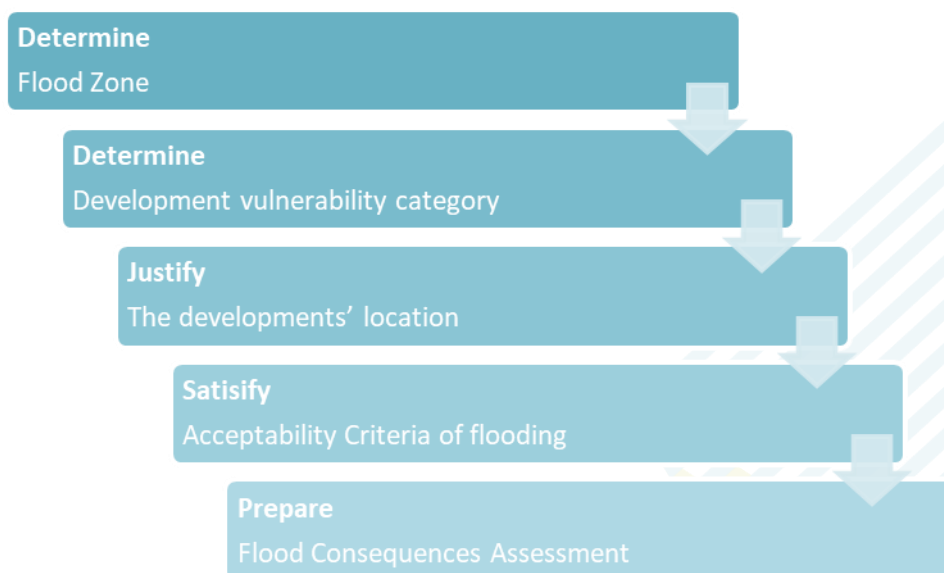 Determine
Flood Zone
Determine
Development vulnerability category
Justify
The developments’ location
Satisify
Acceptability Criteria of flooding
Prepare
Flood Consequences Assessment